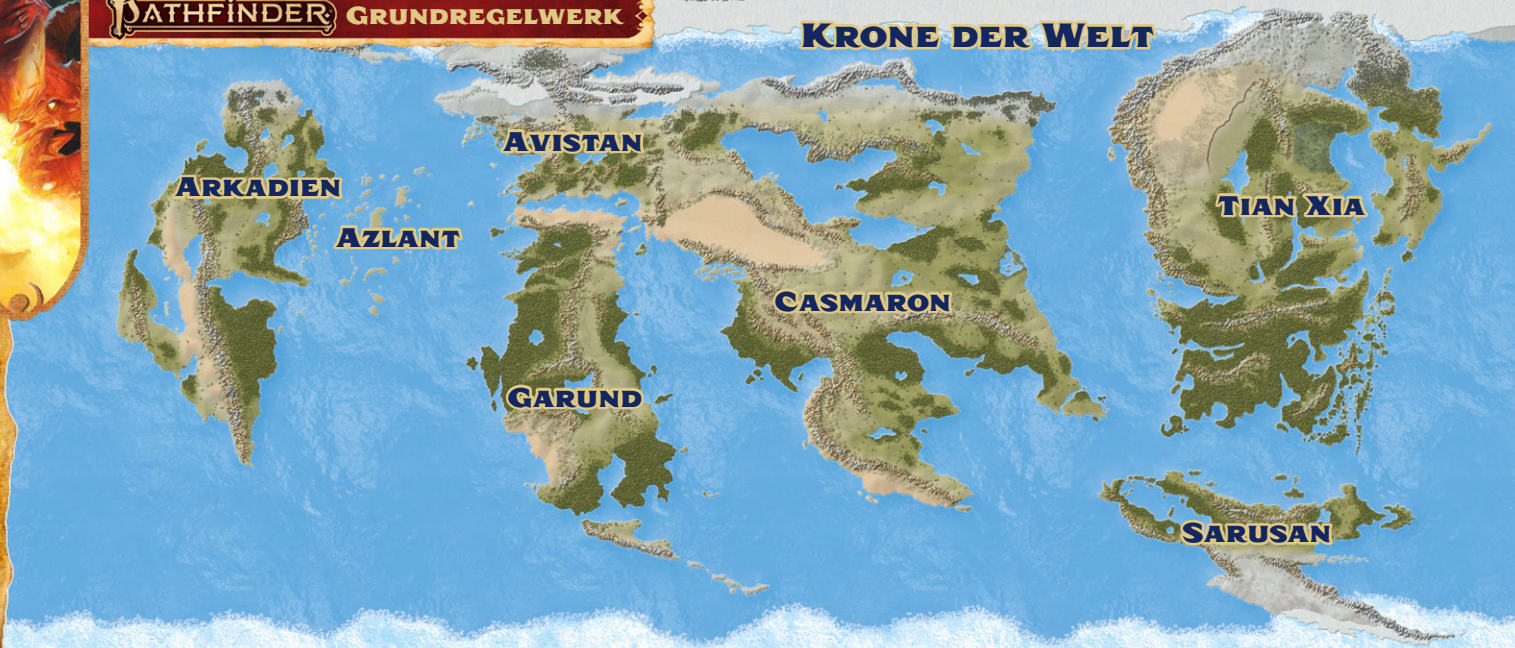 PATHFINDER GRUNDREGELWERK
KRONE DER WELT
AVISTAN
ARKADIEN
TIAN XIA
AZLANT
CASMARON
GARUND
SARUSAN